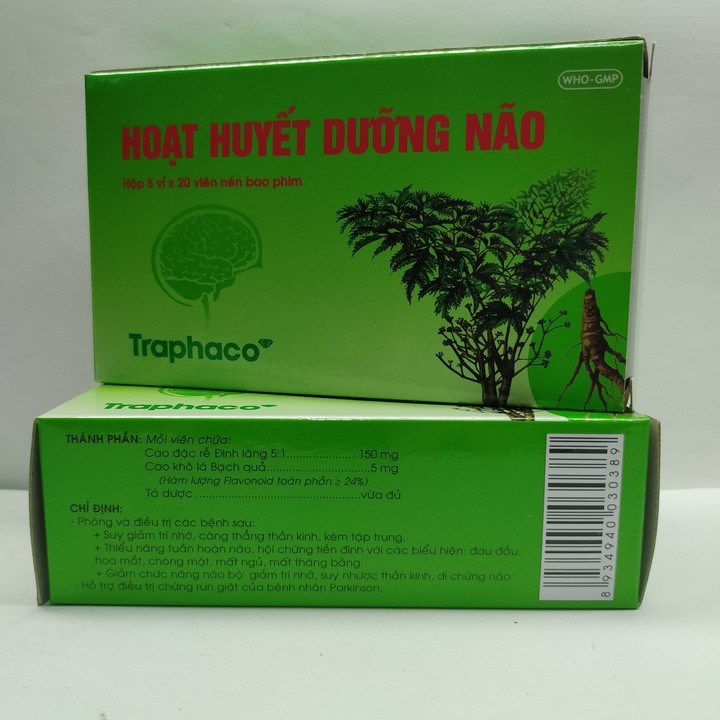 WHO-GMP
HOẠT HUYẾT DƯỠNG NÃO
Hộp 5 vỉ x 20 viên nén bao phim
Traphaco
Traphaco
THÀNH PHẦN: Mỗi viên chứa:
Cao đặc rễ Đinh lăng 5:1........................150 mg
Cao khô lá Bạch quả.............................5 mg
(Hàm lượng Flavonoid toàn phần ≥ 24%)
Tá dược ................................................vừa đủ
CHỈ ĐỊNH:
- Phòng và điều trị các bệnh sau:
+ Suy giảm trí nhớ, căng thẳng thần kinh, kém tập trung.
+ Thiểu năng tuần hoàn não, hội chứng tiền đình với các biểu hiện: đau đầu,
hoa mắt, chóng mặt, mất ngủ, mất thăng bằng.
+ Giảm chức năng não bộ: giảm trí nhớ, suy nhược thần kinh, di chứng não.
- Hỗ trợ điều trị chứng run giật của bệnh nhân Parkinson.
8 934940 030389